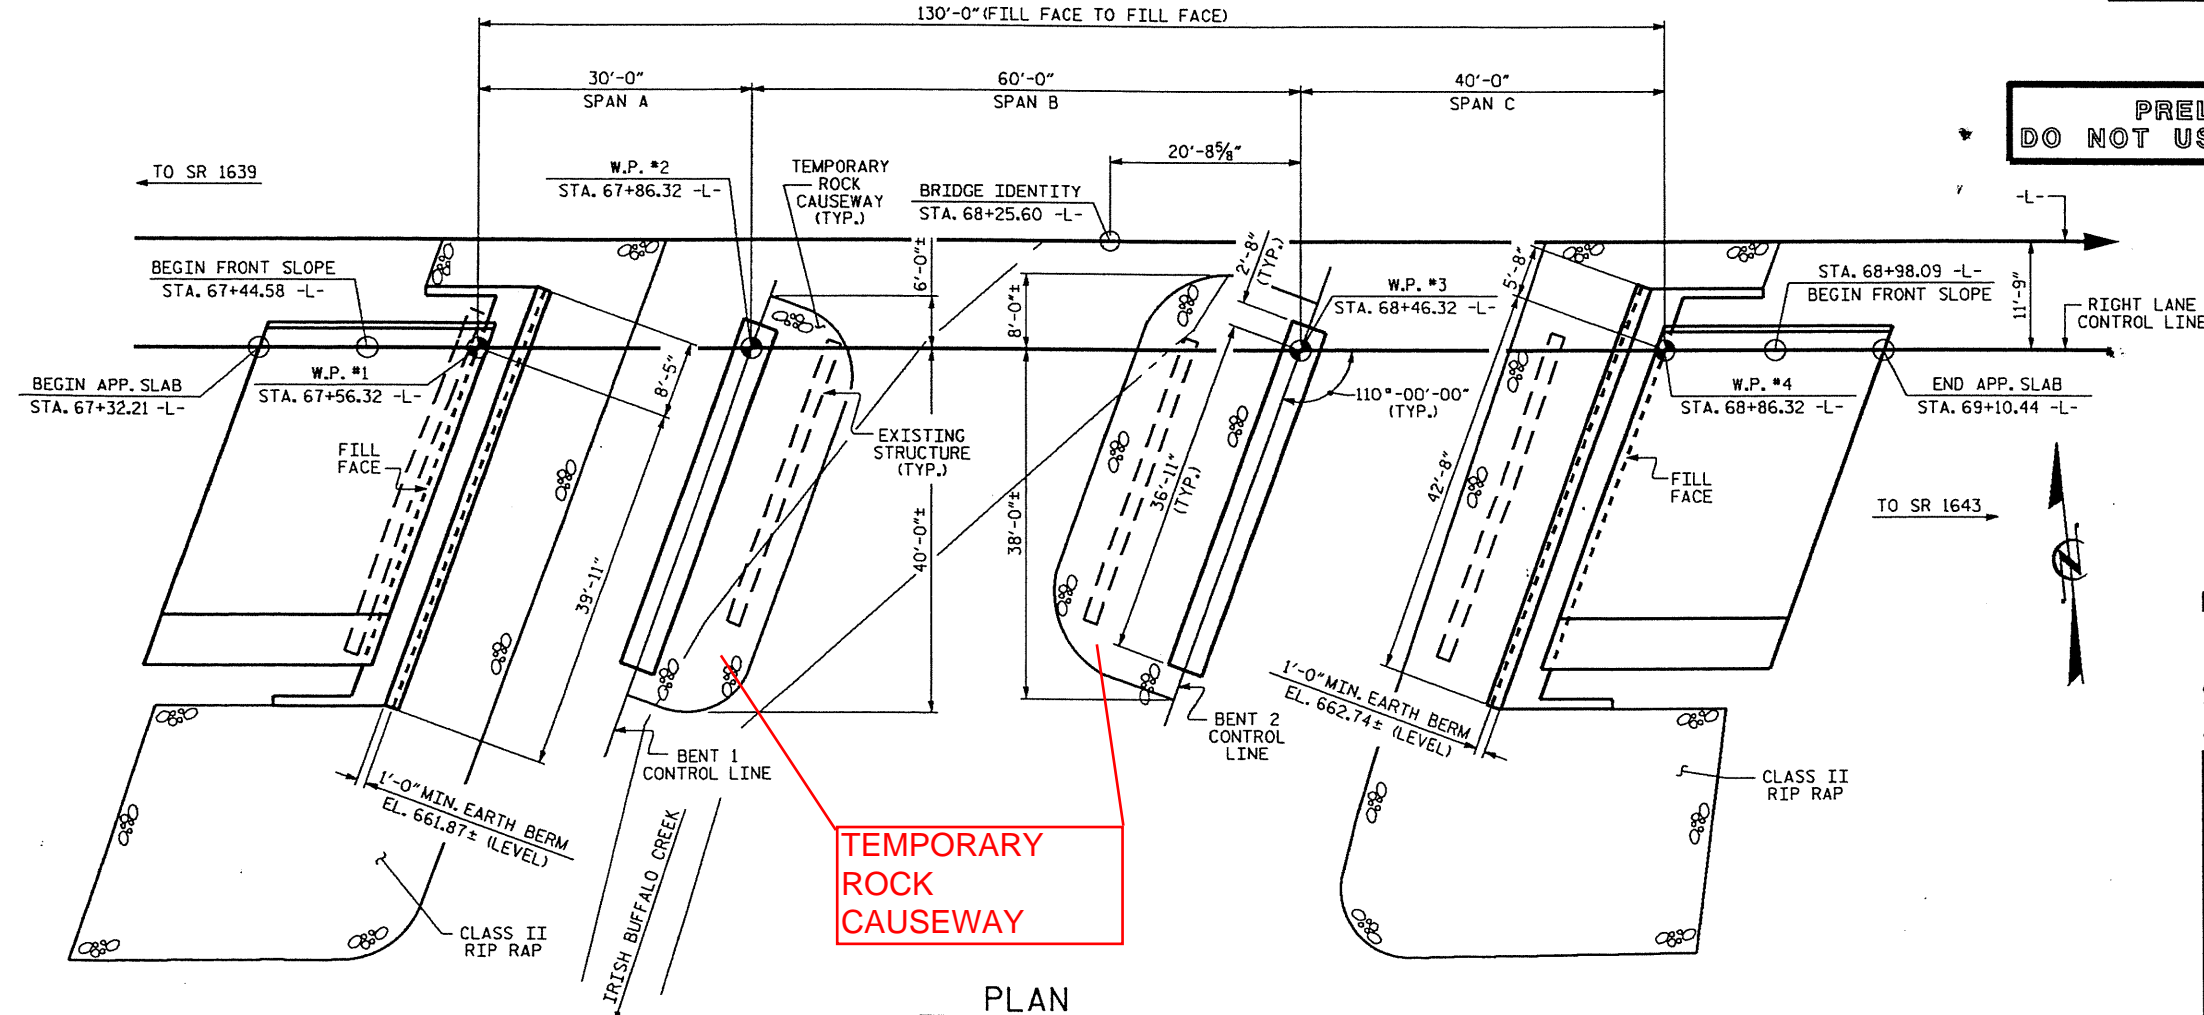 130'-0" (FILL FACE TO FILL FACE)
30'-0"
SPAN A
60'-0"
SPAN B
40'-0"
SPAN C
PREL
DO NOT US
TO SR 1639
W.P. #2
STA. 67+86.32 -L-
TEMPORARY
ROCK
CAUSEWAY
(TYP.)
BRIDGE IDENTITY
STA. 68+25.60 -L-
20'-8⅝"
-L-
BEGIN FRONT SLOPE
STA. 67+44.58 -L-
6'-0"±
8'-0"±
2'-8"
(TYP.)
W.P. #3
STA. 68+46.32 -L-
5'-8"
STA. 68+98.09 -L-
BEGIN FRONT SLOPE
11'-9"
RIGHT LANE
CONTROL LINE
BEGIN APP. SLAB
STA. 67+32.21 -L-
W.P. #1
STA. 67+56.32 -L-
8'-5"
110°-00'-00"
(TYP.)
W.P. #4
STA. 68+86.32 -L-
END APP. SLAB
STA. 69+10.44 -L-
FILL
FACE
EXISTING
STRUCTURE
(TYP.)
36'-11"
(TYP.)
42'-8"
FILL
FACE
TO SR 1643
39'-11"
40'-0"±
38'-0"±
BENT 1
CONTROL LINE
BENT 2
CONTROL
LINE
1'-0" MIN. EARTH BERM
EL. 662.74± (LEVEL)
1'-0" MIN. EARTH BERM
EL. 661.87± (LEVEL)
CLASS II
RIP RAP
TEMPORARY
ROCK
CAUSEWAY
IRISH BUFFALO CREEK
CLASS II
RIP RAP
PLAN